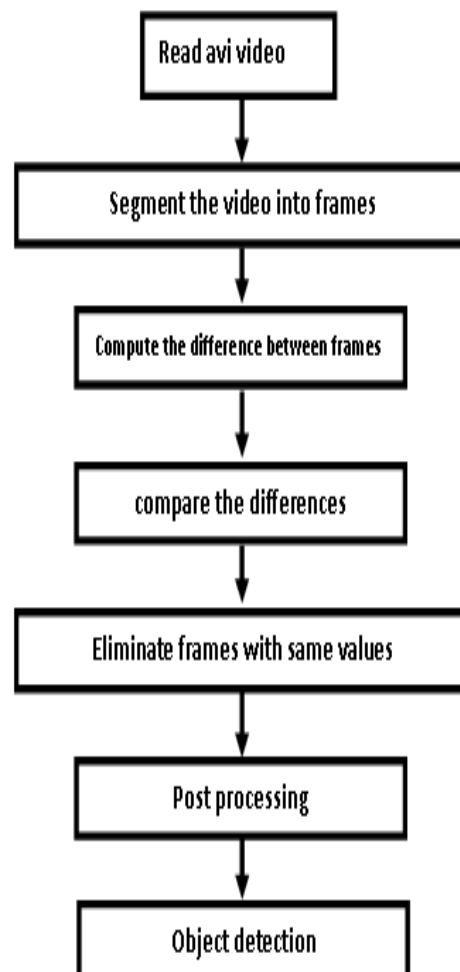 Read avi video
Segment the video into frames
Compute the difference between frames
compare the differences
Eliminate frames with same values
Post processing
Object detection